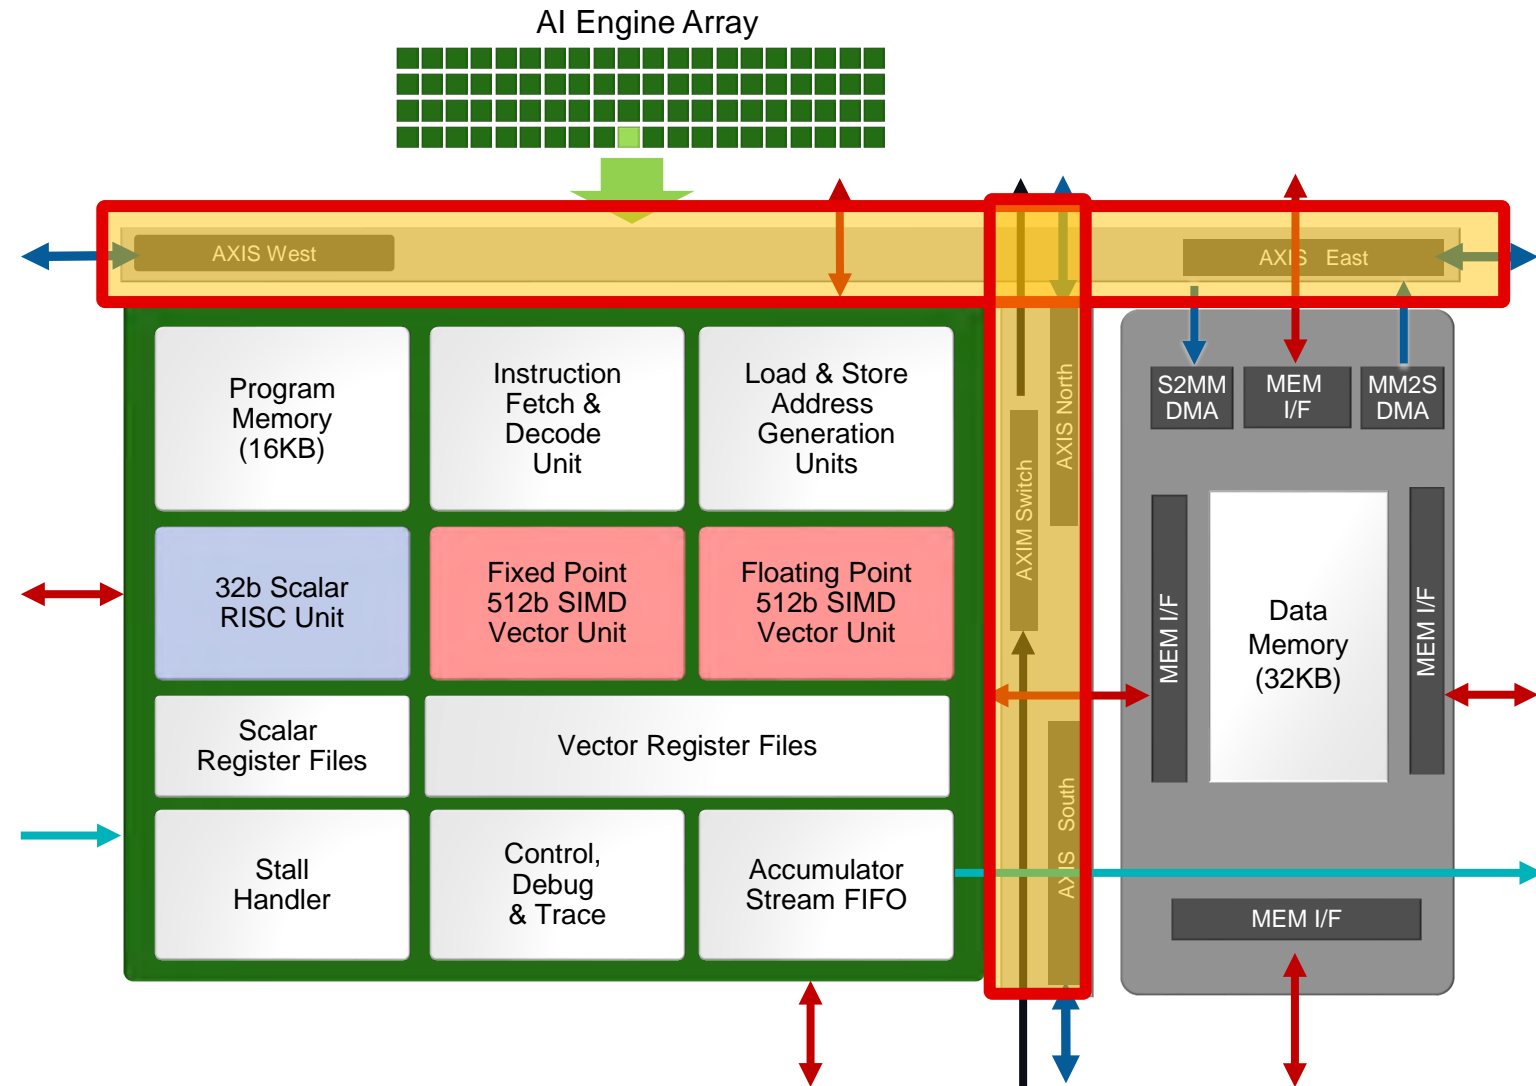 AI Engine Array
AXIS West
AXIS East
Program
Memory
(16KB)
Instruction
Fetch &
Decode
Unit
Load & Store
Address
Generation
Units
32b Scalar
RISC Unit
Fixed Point
512b SIMD
Vector Unit
Floating Point
512b SIMD
Vector Unit
Scalar
Register Files
Vector Register Files
Stall
Handler
Control,
Debug
& Trace
Accumulator
Stream FIFO
AXIM Switch
AXIS North
AXIS South
S2MM
DMA
MEM
I/F
MM2S
DMA
MEM I/F
Data
Memory
(32KB)
MEM I/F
MEM I/F